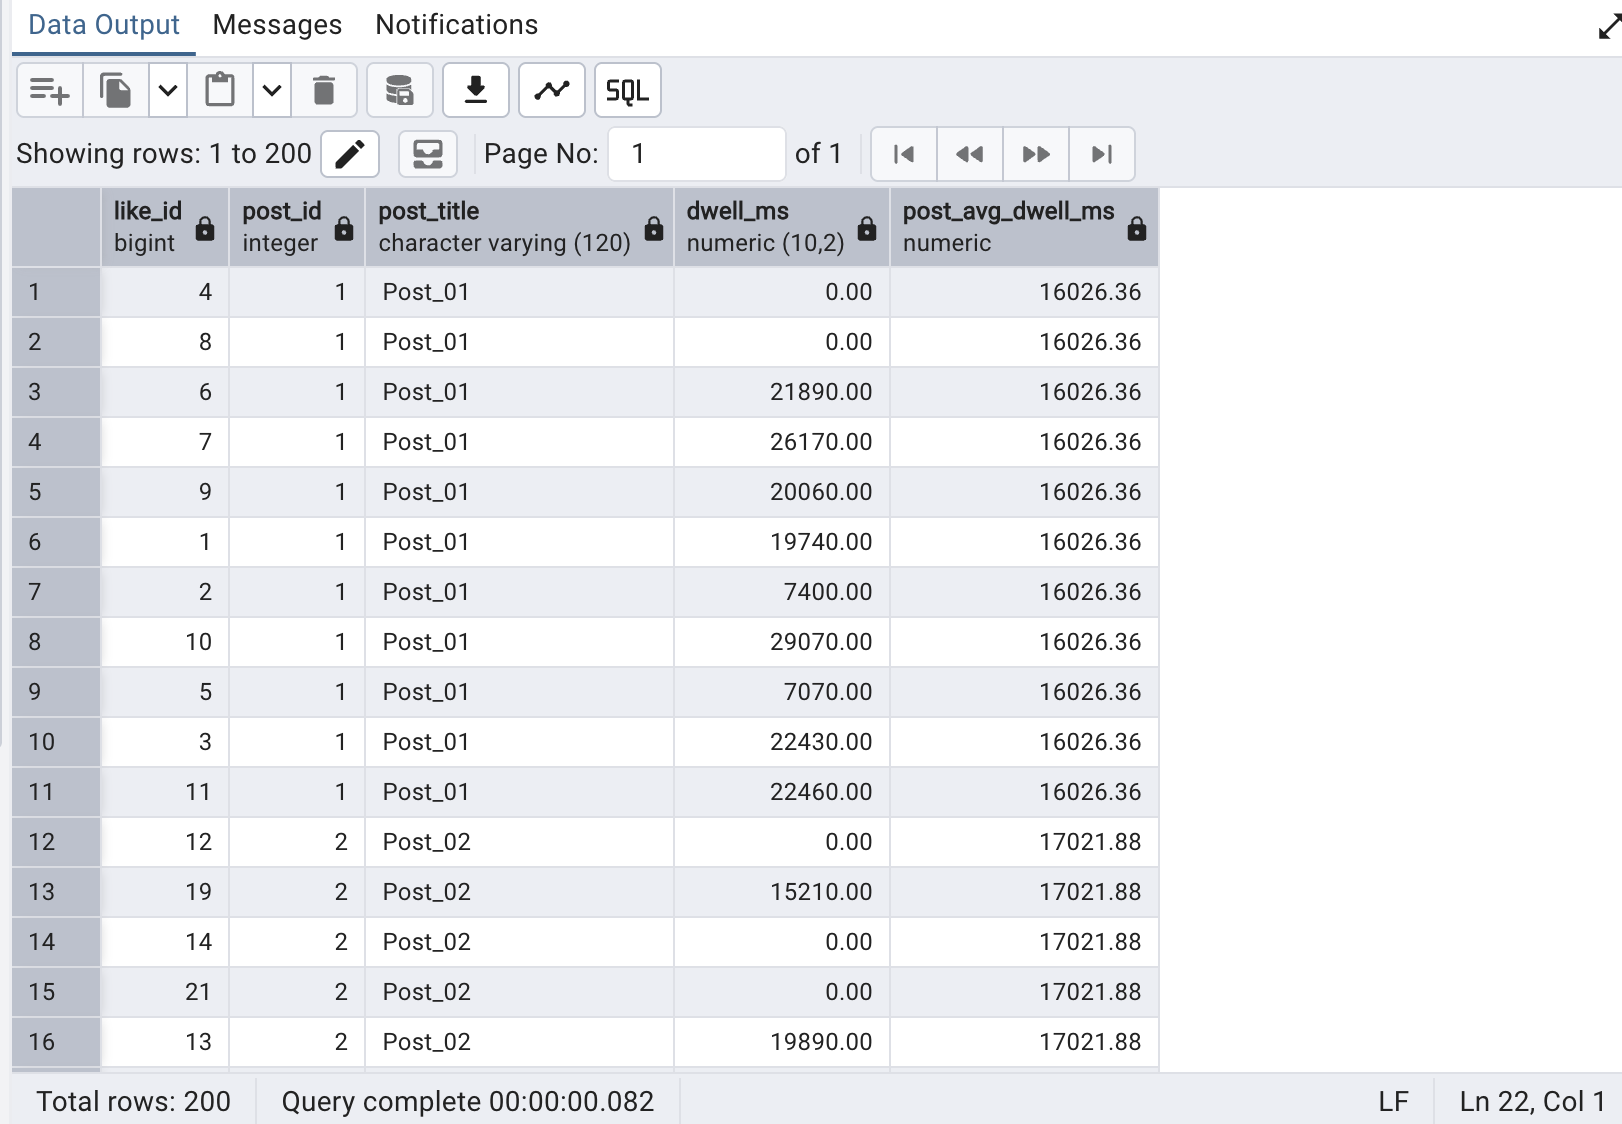 Data Output Messages Notifications
SQL
Showing rows: 1 to 200 Page No: 1 of 1
like_id post_id post_title dwell_ms post_avg_dwell_ms
bigint integer character varying (120) numeric (10,2) numeric
1 4 1 Post_01 0.00 16026.36
2 8 1 Post_01 0.00 16026.36
3 6 1 Post_01 21890.00 16026.36
4 7 1 Post_01 26170.00 16026.36
5 9 1 Post_01 20060.00 16026.36
6 1 1 Post_01 19740.00 16026.36
7 2 1 Post_01 7400.00 16026.36
8 10 1 Post_01 29070.00 16026.36
9 5 1 Post_01 7070.00 16026.36
10 3 1 Post_01 22430.00 16026.36
11 11 1 Post_01 22460.00 16026.36
12 12 2 Post_02 0.00 17021.88
13 19 2 Post_02 15210.00 17021.88
14 14 2 Post_02 0.00 17021.88
15 21 2 Post_02 0.00 17021.88
16 13 2 Post_02 19890.00 17021.88
Total rows: 200 Query complete 00:00:00.082 LF Ln 22, Col 1